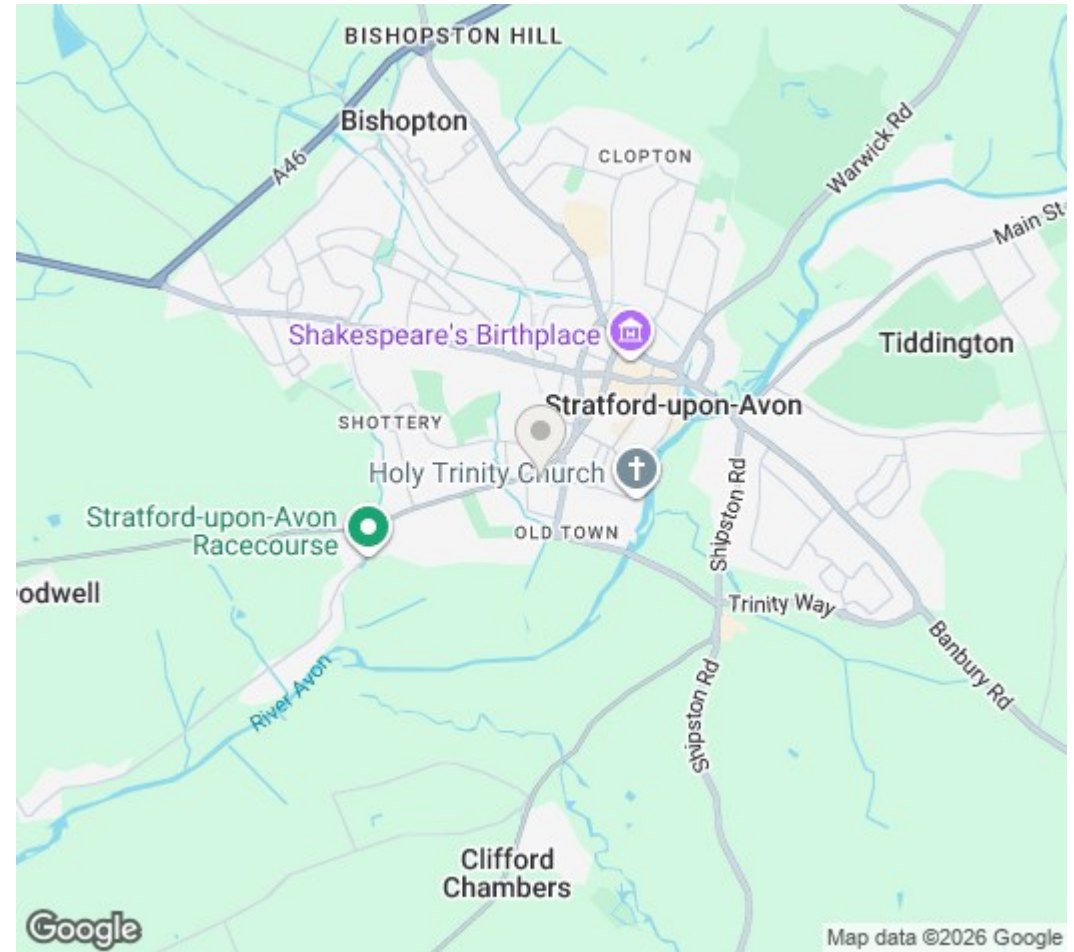 BISHOPSTON HILL
Bishopton
CLOPTON
A46
Warwick Rd
Main St
Shakespeare's Birthplace
Tiddington
Stratford-upon-Avon
SHOTTERY
Holy Trinity Church
Stratford-upon-Avon
Racecourse
OLD TOWN
Shipston Rd
odwell
Trinity Way
Banbury Rd
River Avon
Shipston Rd
Clifford
Chambers
Google
Map data ©2026 Google